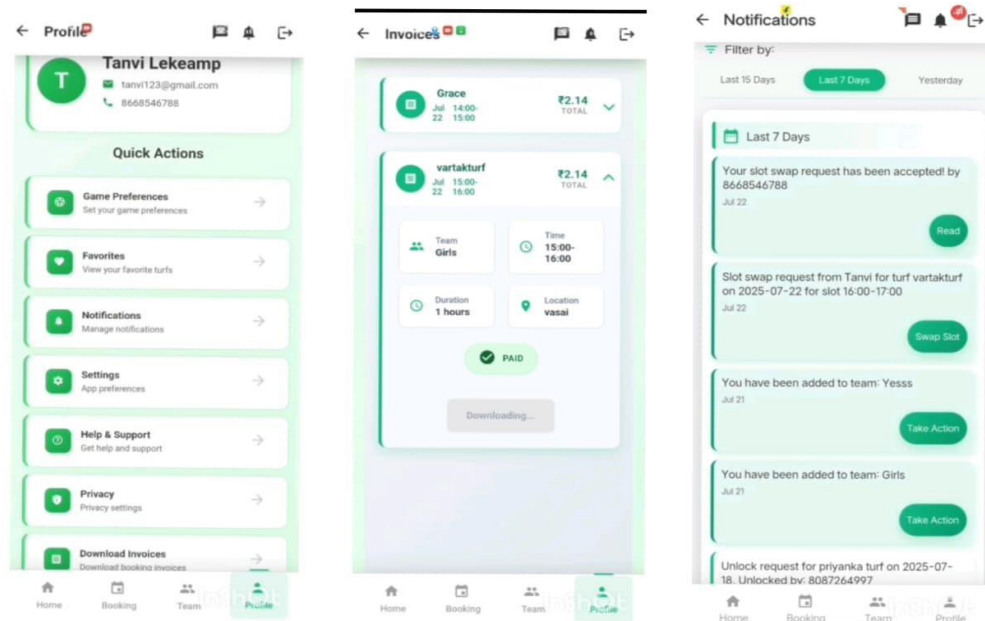 Profile
T
Tanvi Lekeamp
tanvi123@gmail.com
8668546788
Quick Actions
Game Preferences
Set your game preferences
Favorites
View your favorite turfs
Notifications
Manage notifications
Settings
App preferences
Help & Support
Get help and support
Privacy
Privacy settings
Download Invoices
Download booking invoices
Home
Booking
Team
Profile
Invoices
Grace
Jul 14:00-
22 15:00
₹2.14
TOTAL
vartakturf
Jul 15:00-
22 16:00
₹2.14
TOTAL
Team
Girls
Time
15:00-
16:00
Duration
1 hours
Location
vasai
PAID
Downloading...
Home
Booking
Team
Profile
Notifications
Filter by:
Last 15 Days
Last 7 Days
Yesterday
Last 7 Days
Your slot swap request has been accepted! by
8668546788
Jul 22
Read
Slot swap request from Tanvi for turf vartakturf
on 2025-07-22 for slot 16:00-17:00
Jul 22
Swap Slot
You have been added to team: Yesss
Jul 21
Take Action
You have been added to team: Girls
Jul 21
Take Action
Unlock request for priyanka turf on 2025-07-
18. Unlocked by: 8087264997
Home
Booking
Team
Profile